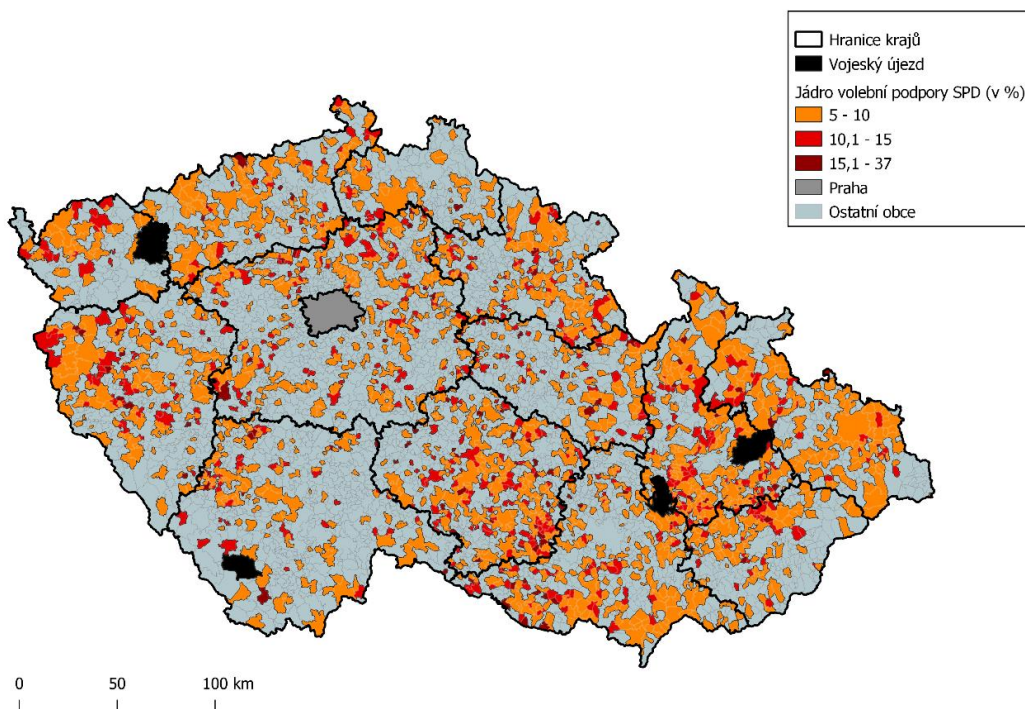 Hranice krajů
Vojeský újezd
Jádro volební podpory SPD (v %)
5 - 10
10,1 - 15
15,1 - 37
Praha
Ostatní obce
0 50 100 km